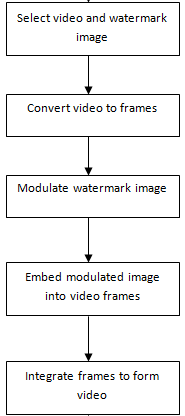 Select video and watermark
image
Convert video to frames
Modulate watermark image
Embed modulated image
into video frames
Integrate frames to form
video